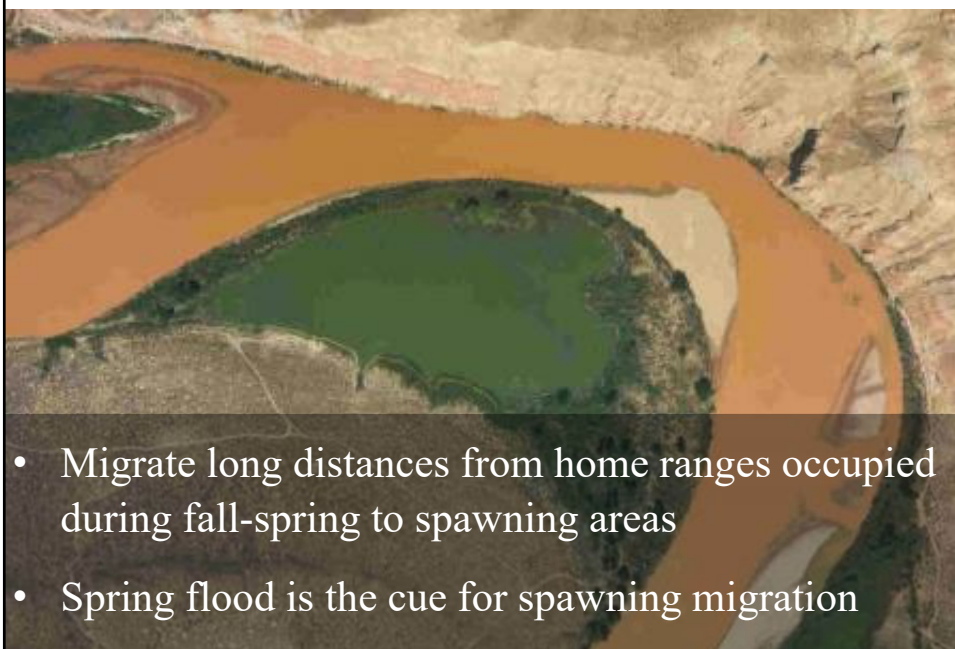 • Migrate long distances from home ranges occupied
during fall-spring to spawning areas
• Spring flood is the cue for spawning migration